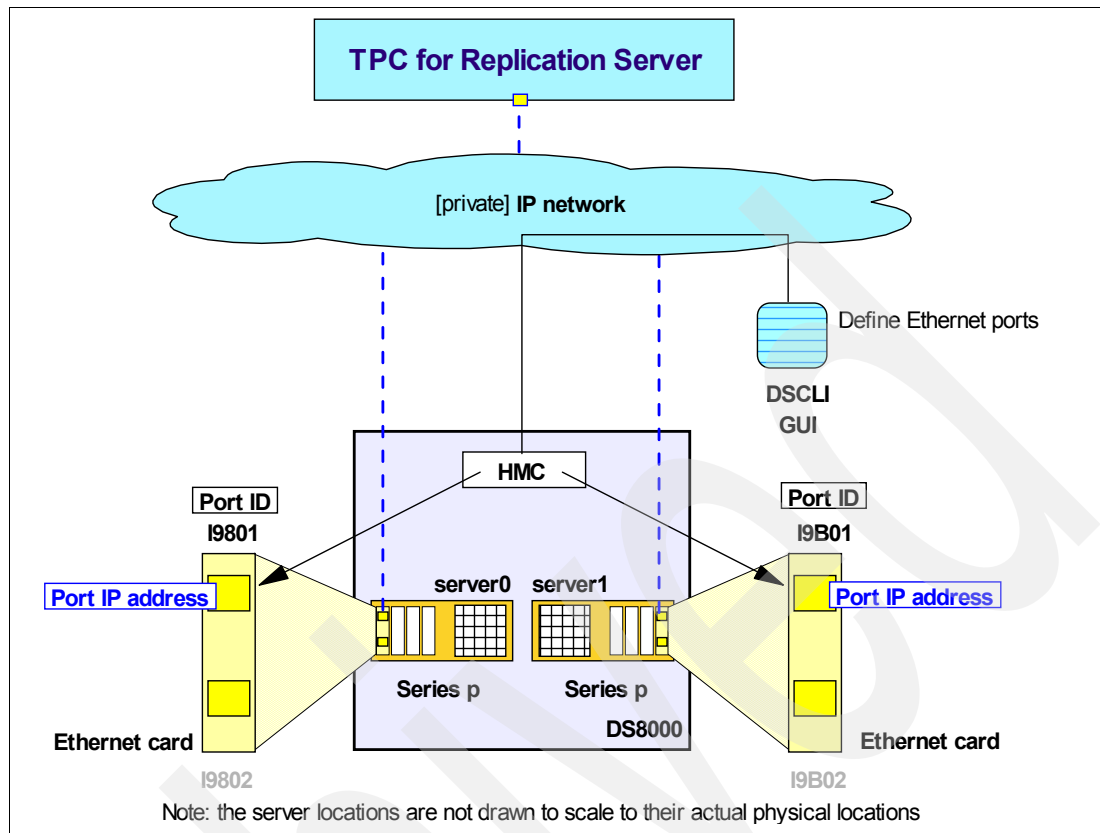 TPC for Replication Server
[private] IP network
Define Ethernet ports
DSCLI
GUI
HMC
Port ID
I9801
Port ID
I9B01
Port IP address
server0
server1
Port IP address
Series p
Series p
DS8000
Ethernet card
Ethernet card
I9802
I9B02
Note: the server locations are not drawn to scale to their actual physical locations